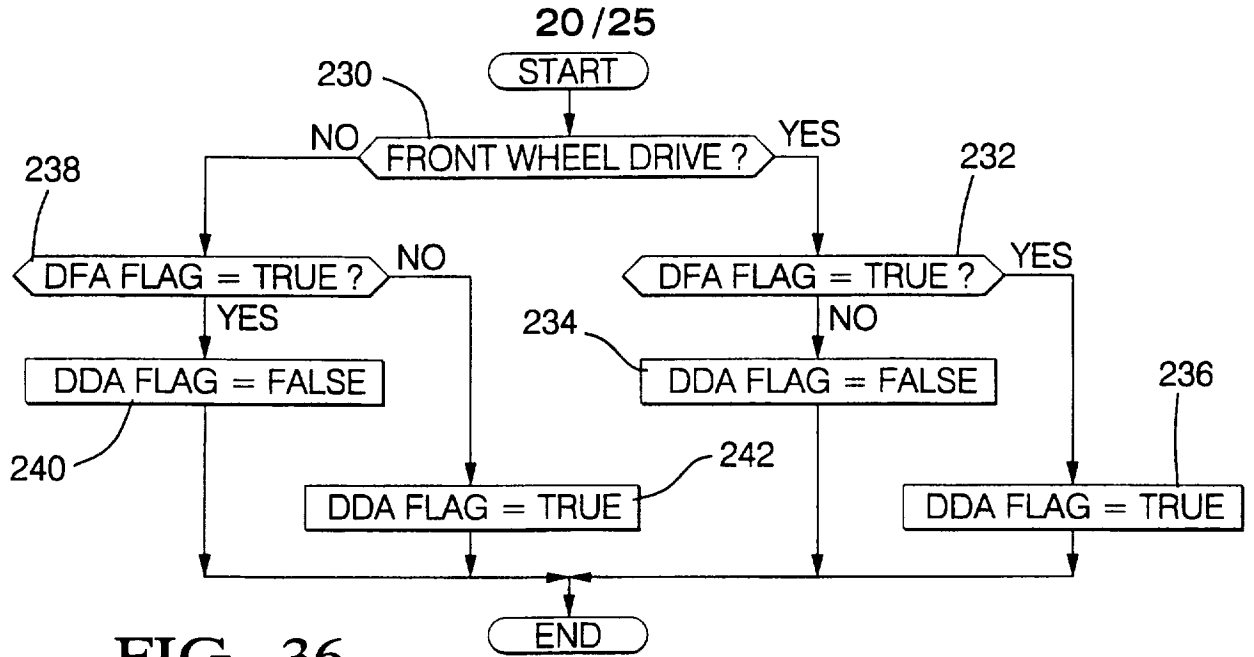 20/25
START
230
NO
YES
FRONT WHEEL DRIVE ?
238
232
DFA FLAG = TRUE ?
NO
DFA FLAG = TRUE ?
YES
YES
234
NO
DDA FLAG = FALSE
DDA FLAG = FALSE
236
240
242
DDA FLAG = TRUE
DDA FLAG = TRUE
END
FIG. 36